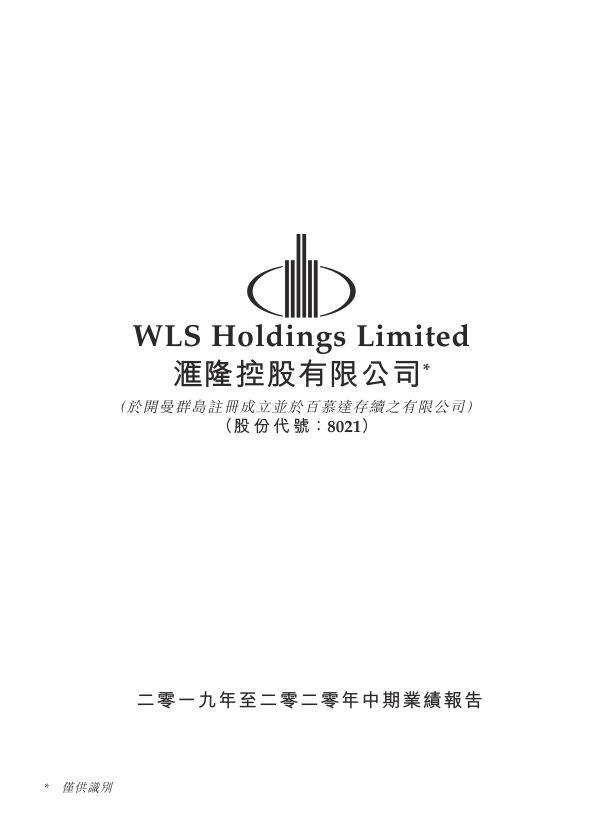 WLS Holdings Limited
滙隆控股有限公司*
(於開曼群島註冊成立並於百慕達存續之有限公司)
(股份代號:8021)
二零一九年至二零二零年中期業績報告
* 僅供識別